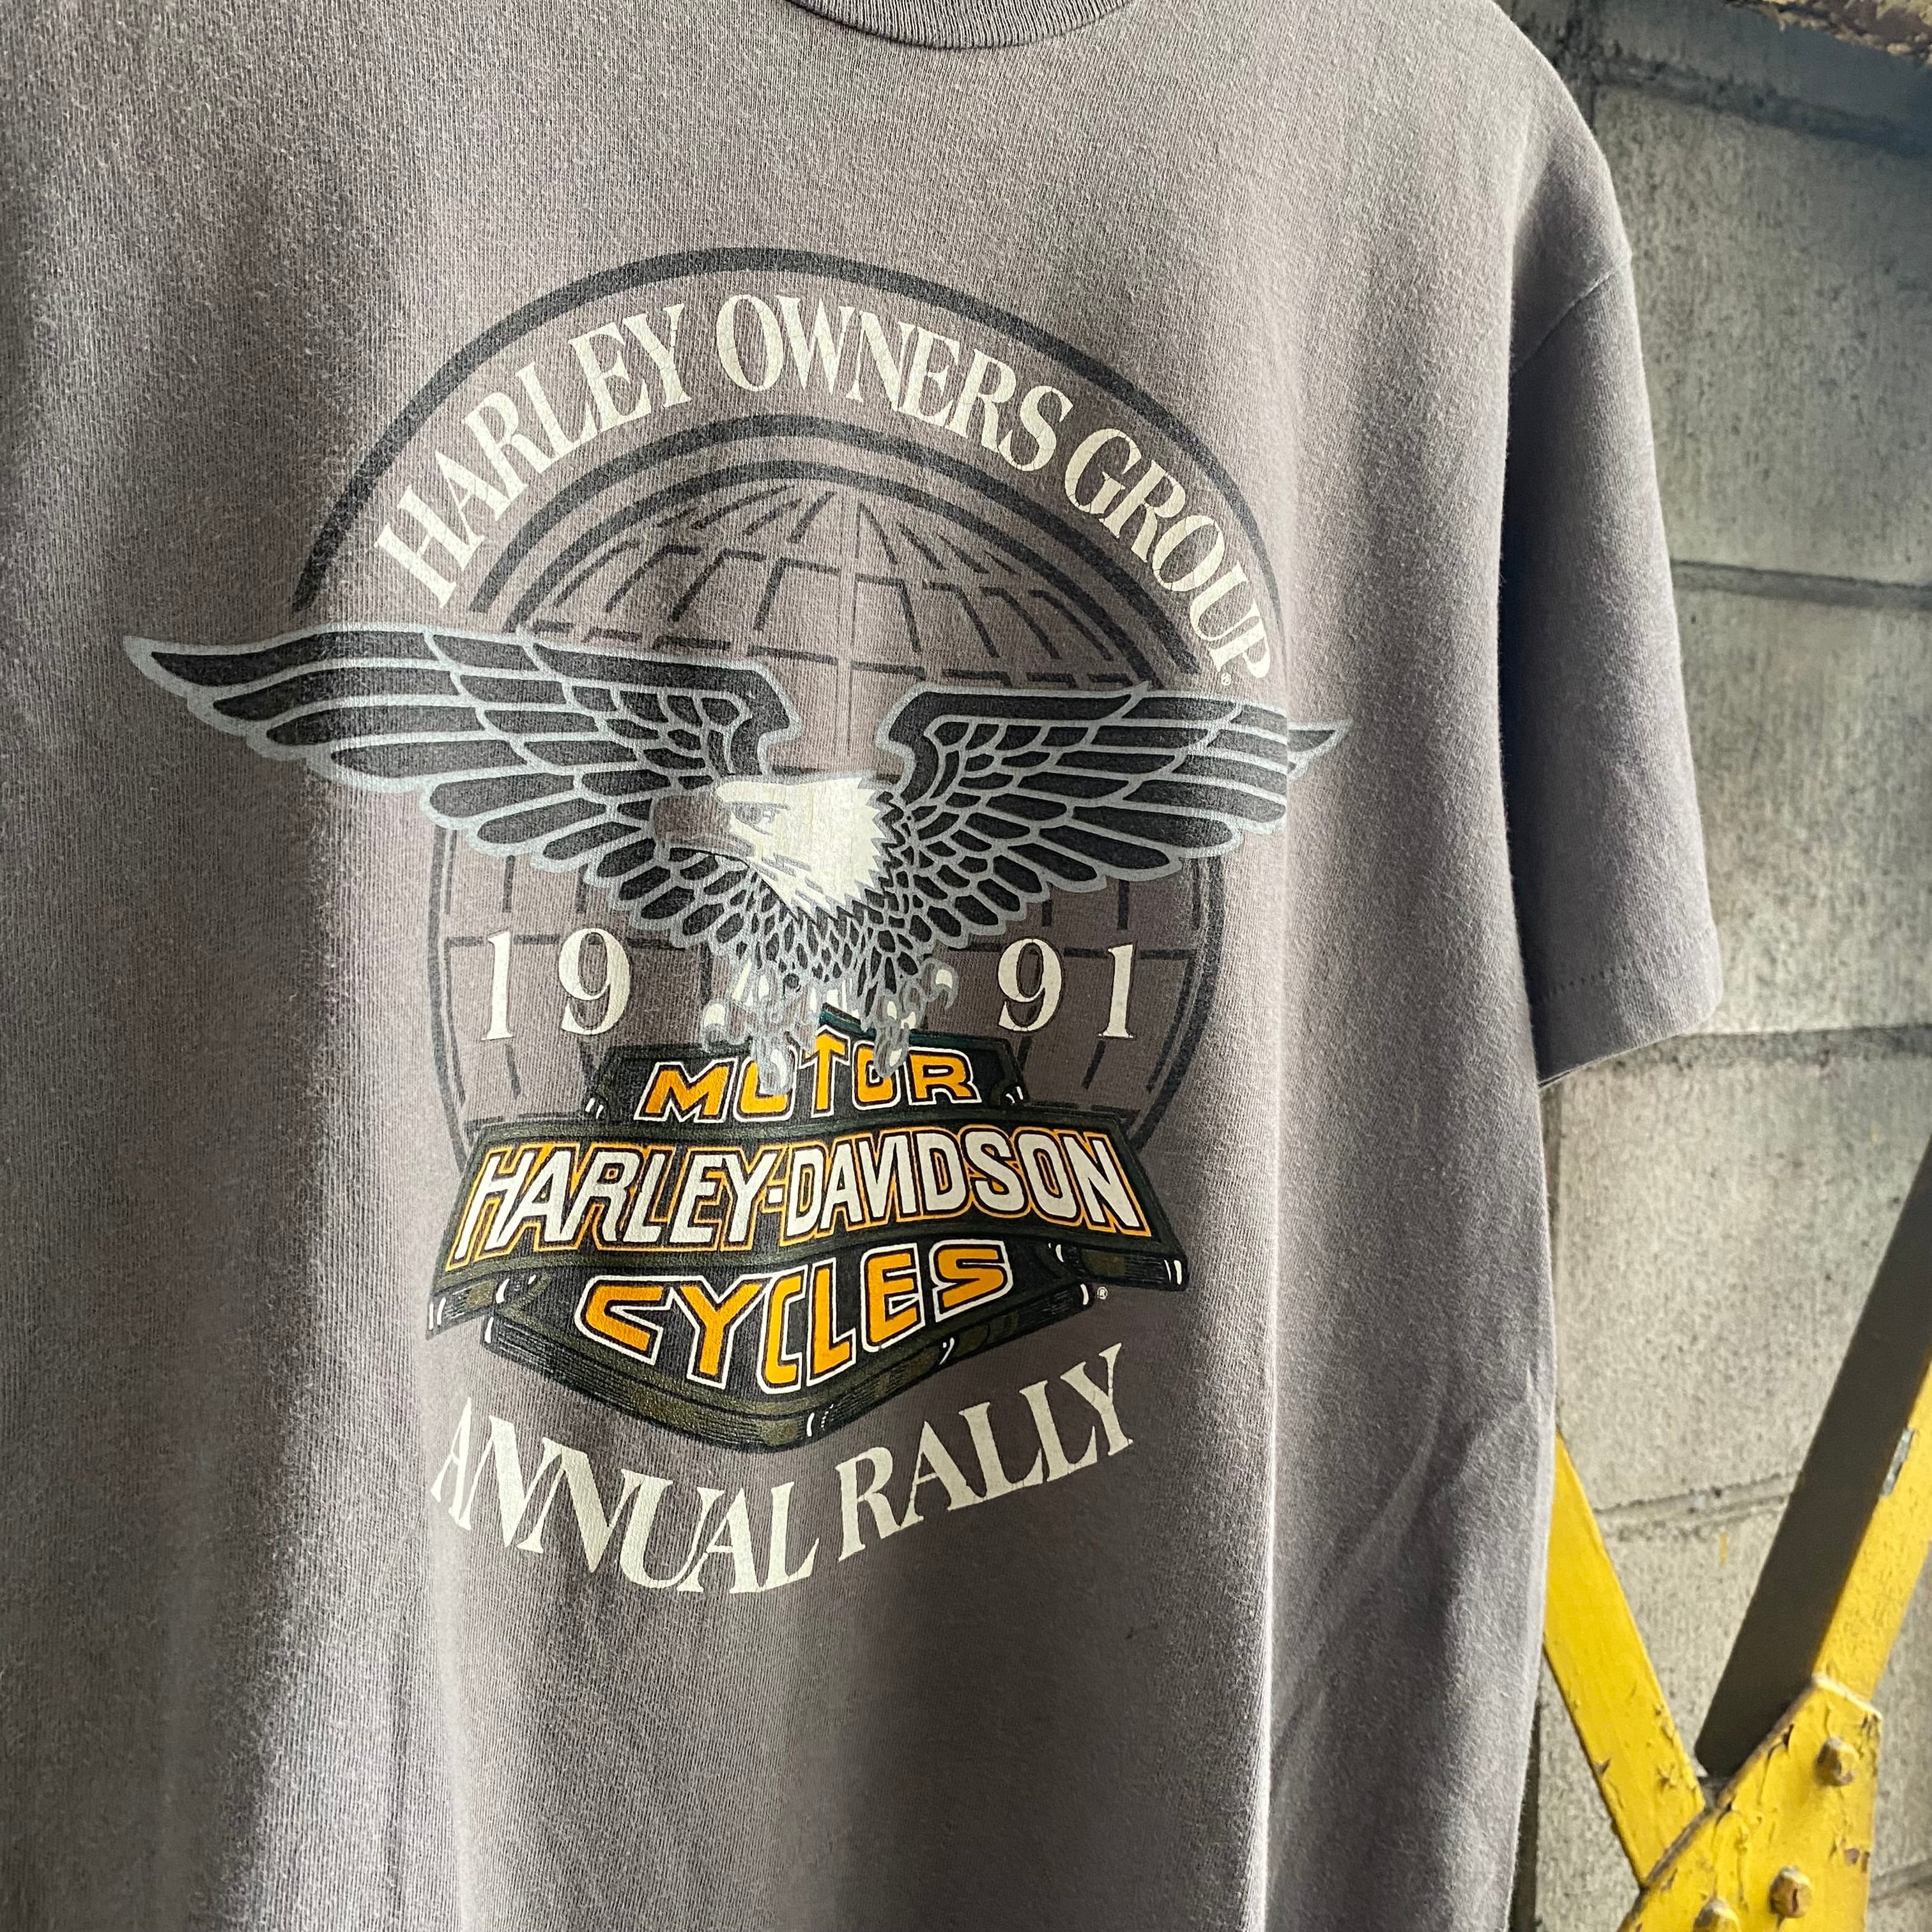 HARLEY OWNERS GROUP®
19 91
MOTOR
HARLEY-DAVIDSON
CYCLES
®
ANNUAL RALLY